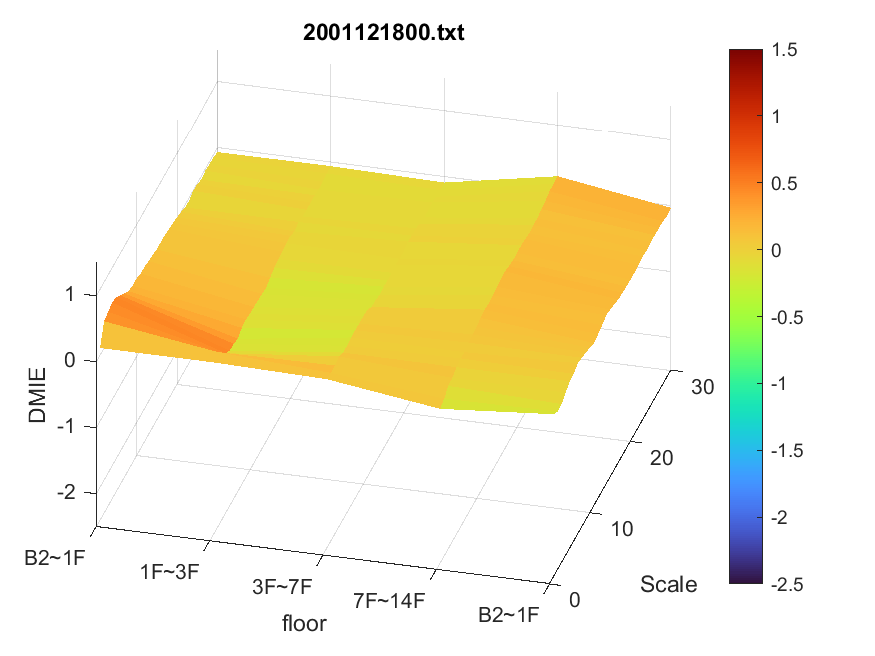 2001121800.txt
1
0
-1
-2
DMIE
B2~1F
1F~3F
3F~7F
7F~14F
B2~1F
floor
0
10
20
30
Scale
1.5
1
0.5
0
-0.5
-1
-1.5
-2
-2.5